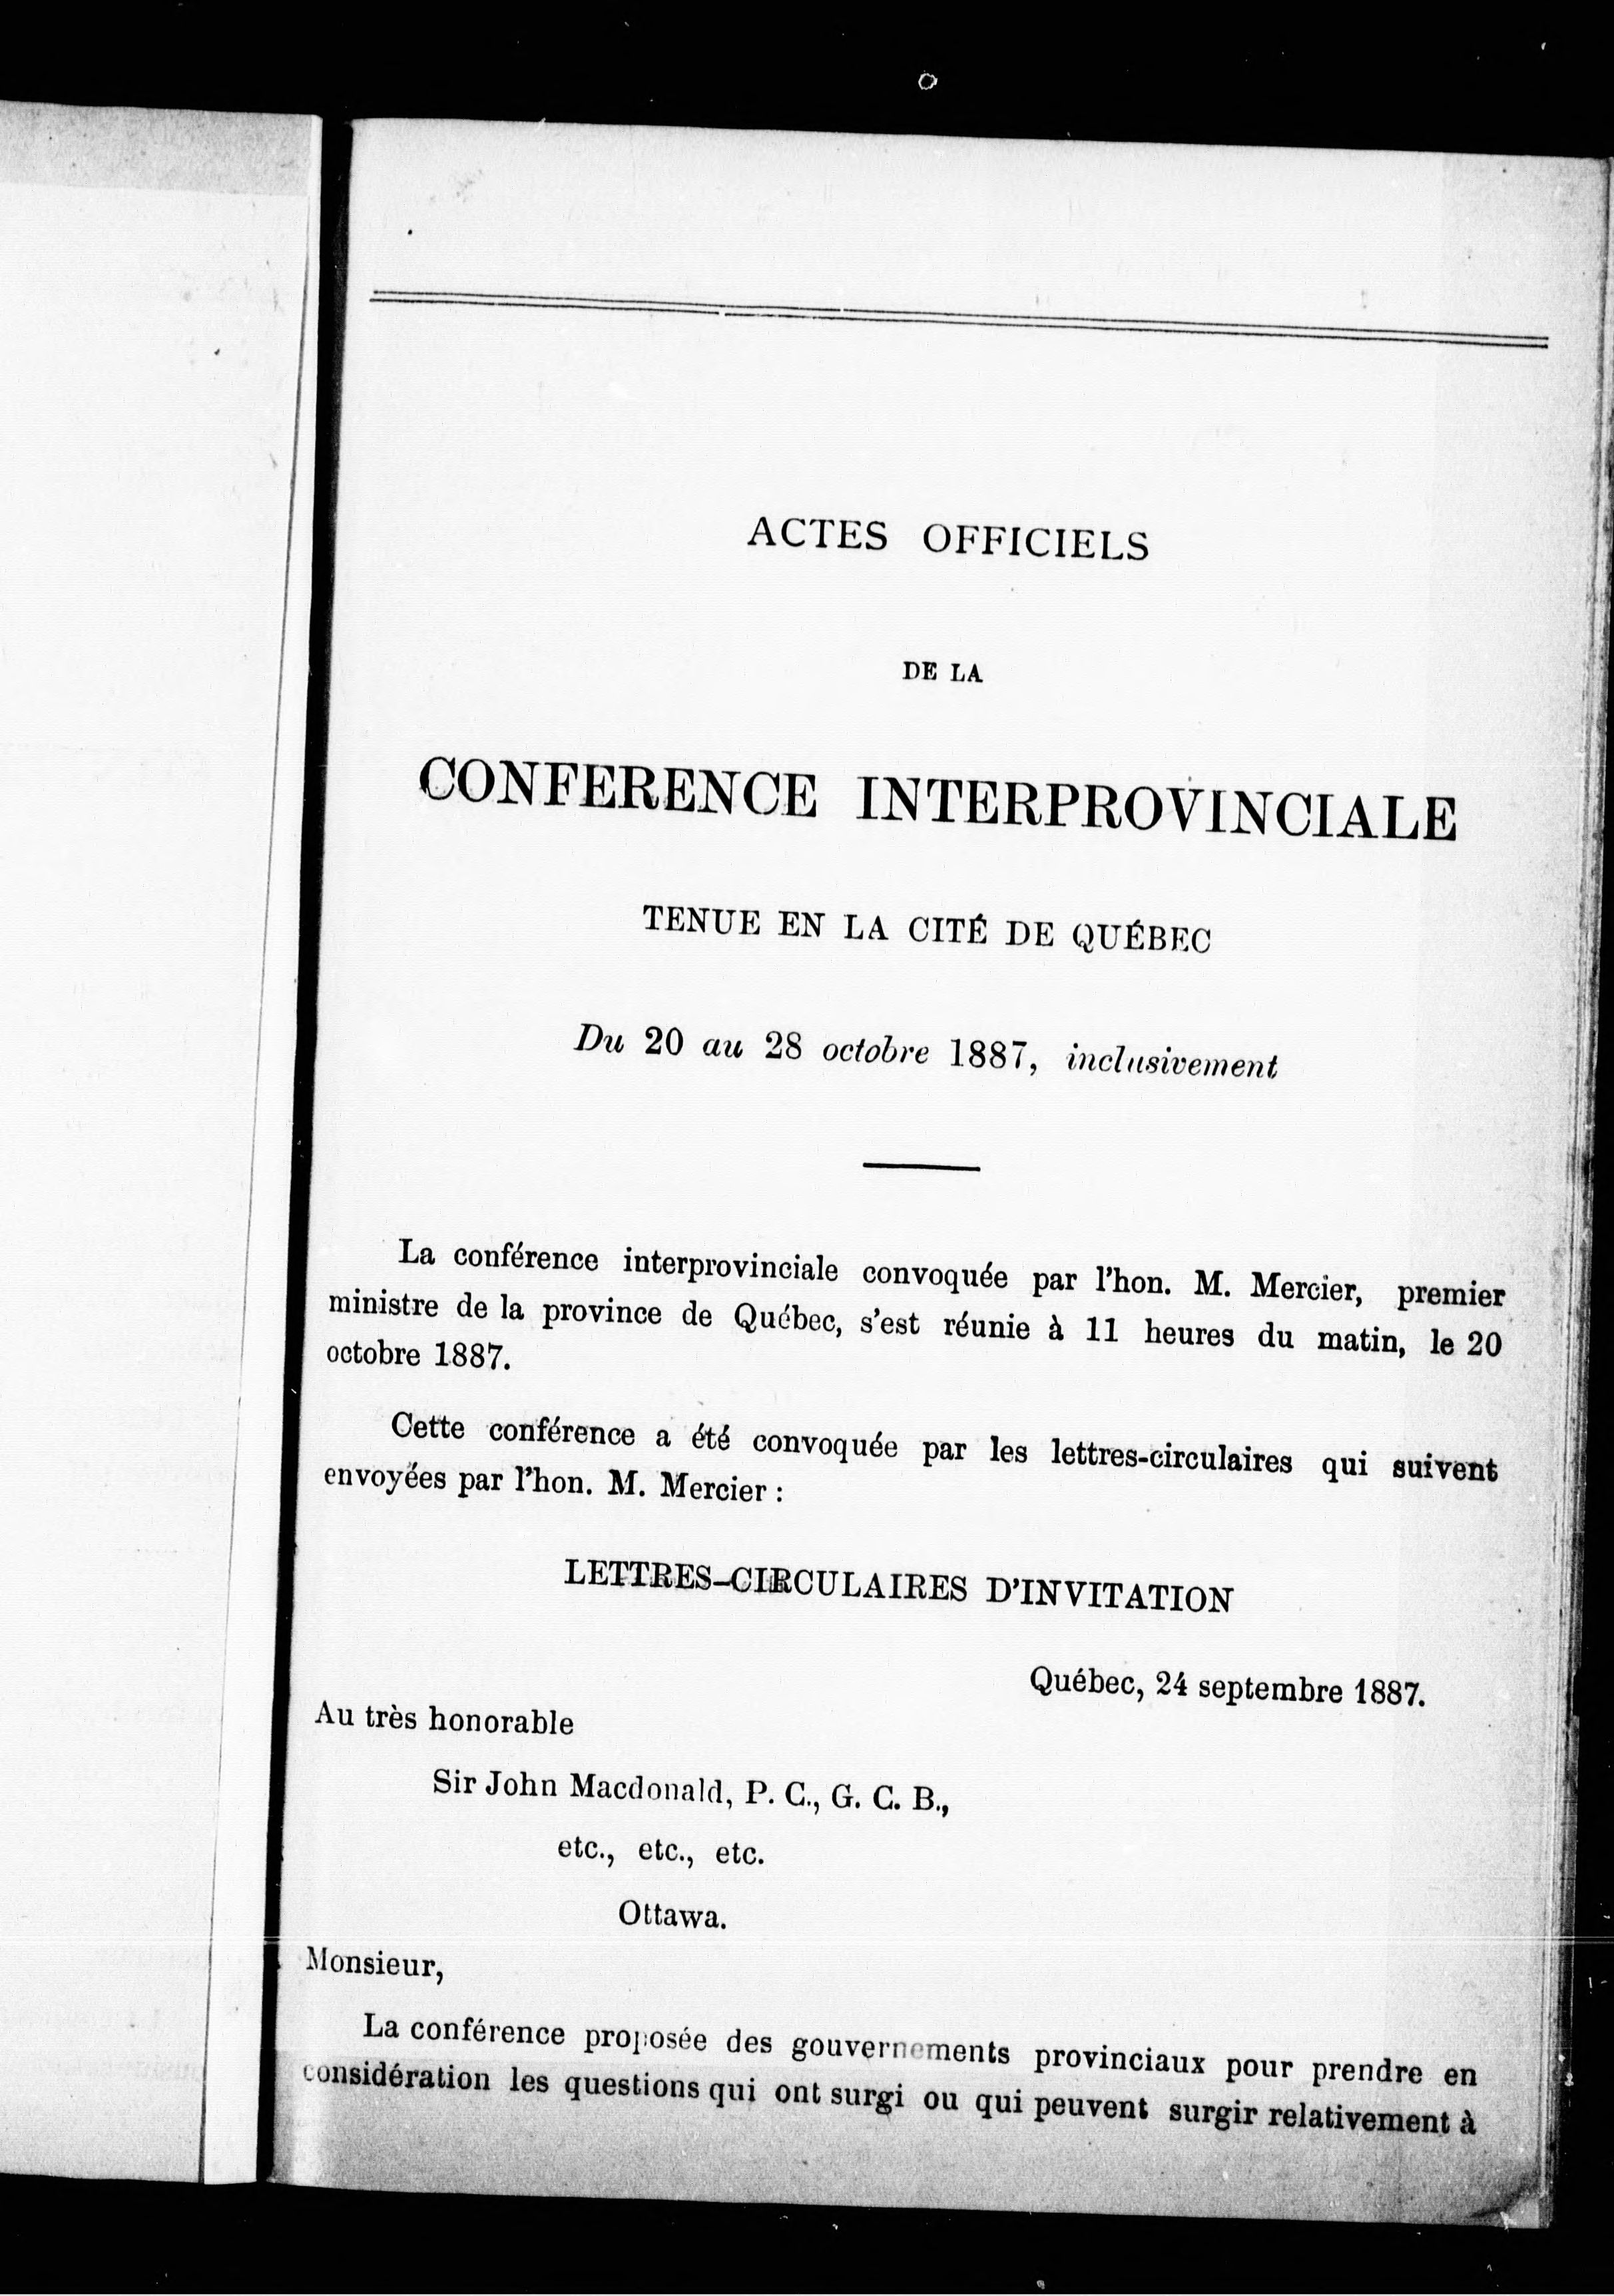 ACTES OFFICIELS
DE LA
CONFERENCE INTERPROVINCIALE
TENUE EN LA CITÉ DE QUÉBEC
Du 20 au 28 octobre 1887, inclusivement
La conférence interprovinciale convoquée par l'hon. M. Mercier, premier
ministre de la province de Québec, s'est réunie à 11 heures du matin, le 20
octobre 1887.
Cette conférence a été convoquée par les lettres-circulaires qui suivent
envoyées par l'hon. M. Mercier :
LETTRES-CIRCULAIRES D'INVITATION
Québec, 24 septembre 1887.
Au très honorable
Sir John Macdonald, P. C., G. C. B.,
etc., etc., etc.
Ottawa.
Monsieur,
La conférence proposée des gouvernements provinciaux pour prendre en
considération les questions qui ont surgi ou qui peuvent surgir relativement à